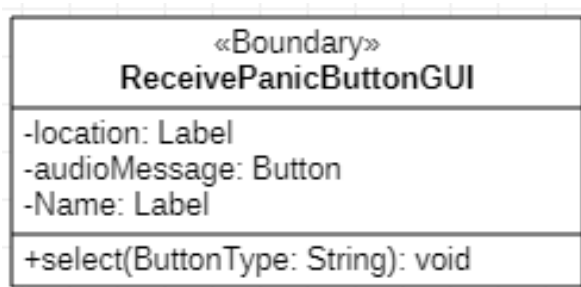 «Boundary»
ReceivePanicButtonGUI
-location: Label
-audioMessage: Button
-Name: Label
+select(ButtonType: String): void